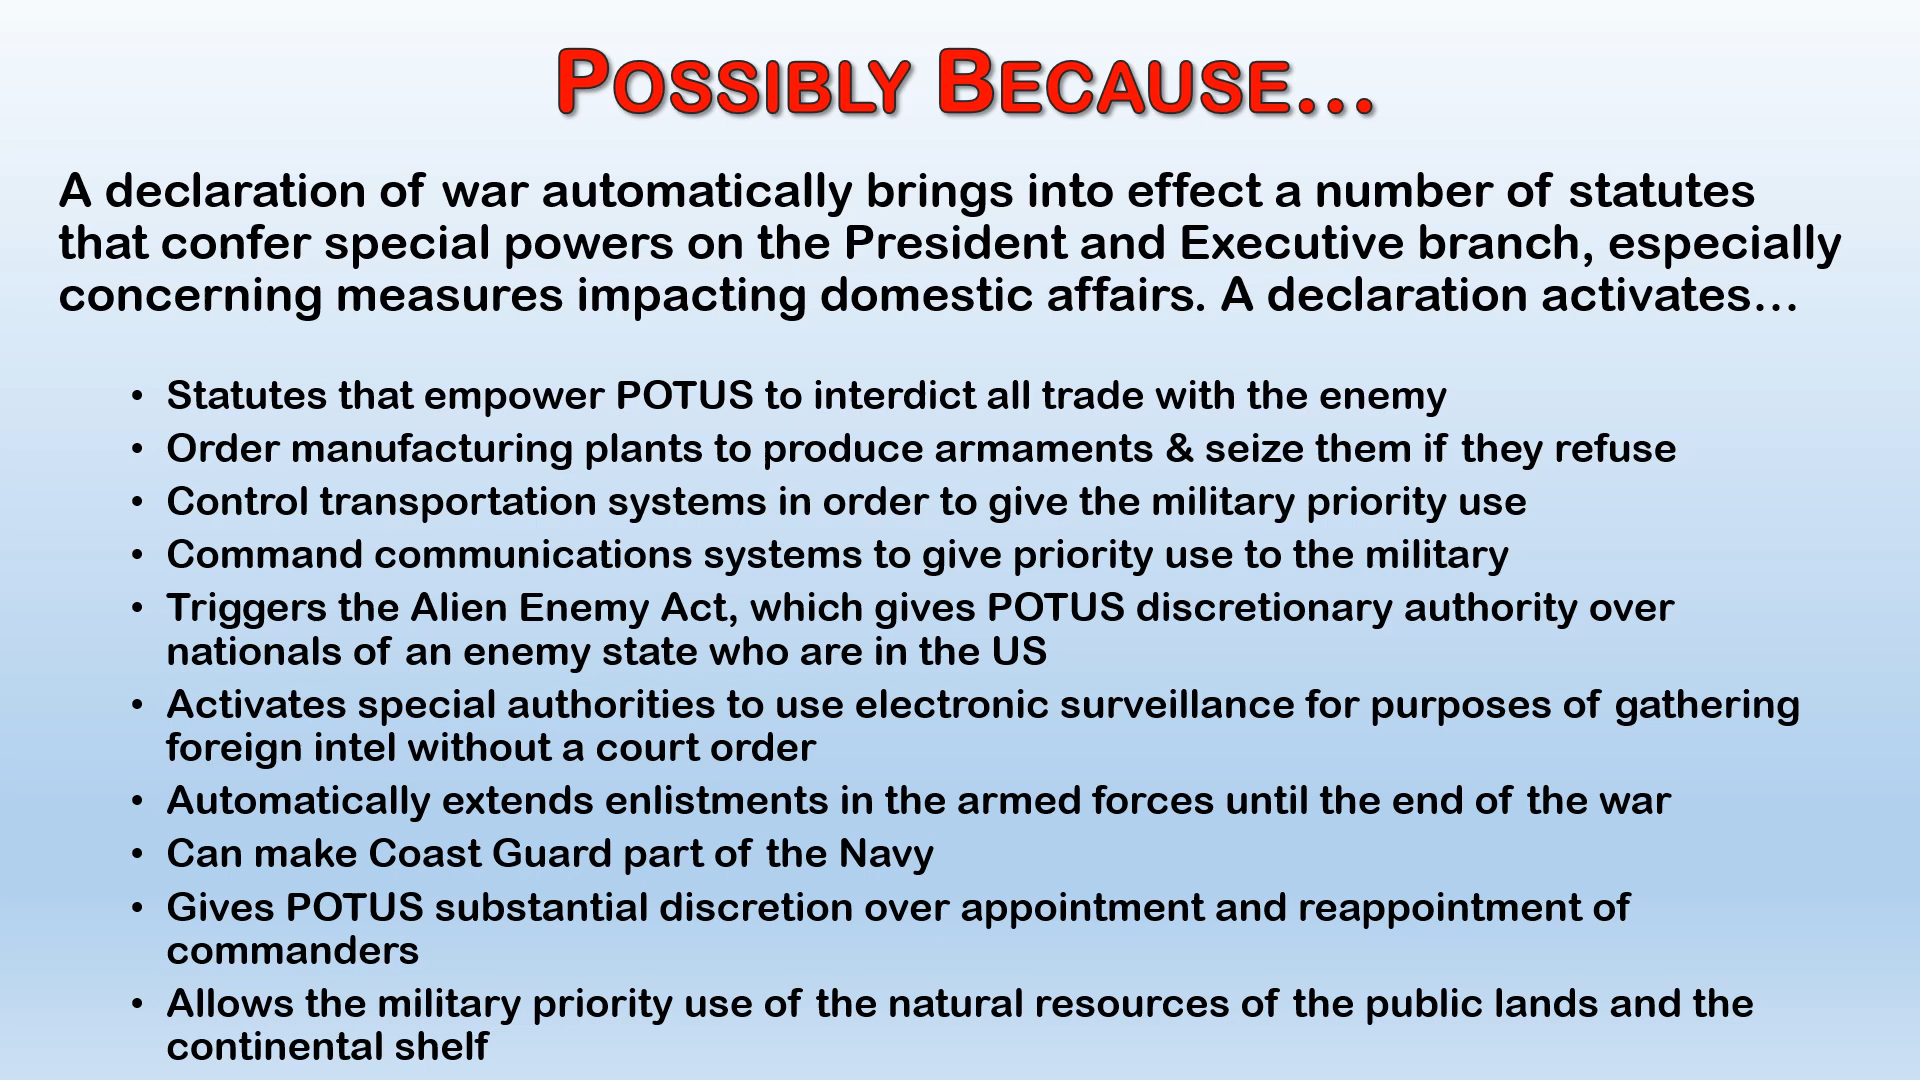 POSSIBLY BECAUSE...
A declaration of war automatically brings into effect a number of statutes
that confer special powers on the President and Executive branch, especially
concerning measures impacting domestic affairs. A declaration activates...
• Statutes that empower POTUS to interdict all trade with the enemy
• Order manufacturing plants to produce armaments & seize them if they refuse
• Control transportation systems in order to give the military priority use
• Command communications systems to give priority use to the military
• Triggers the Alien Enemy Act, which gives POTUS discretionary authority over
nationals of an enemy state who are in the US
• Activates special authorities to use electronic surveillance for purposes of gathering
foreign intel without a court order
• Automatically extends enlistments in the armed forces until the end of the war
• Can make Coast Guard part of the Navy
• Gives POTUS substantial discretion over appointment and reappointment of
commanders
• Allows the military priority use of the natural resources of the public lands and the
continental shelf